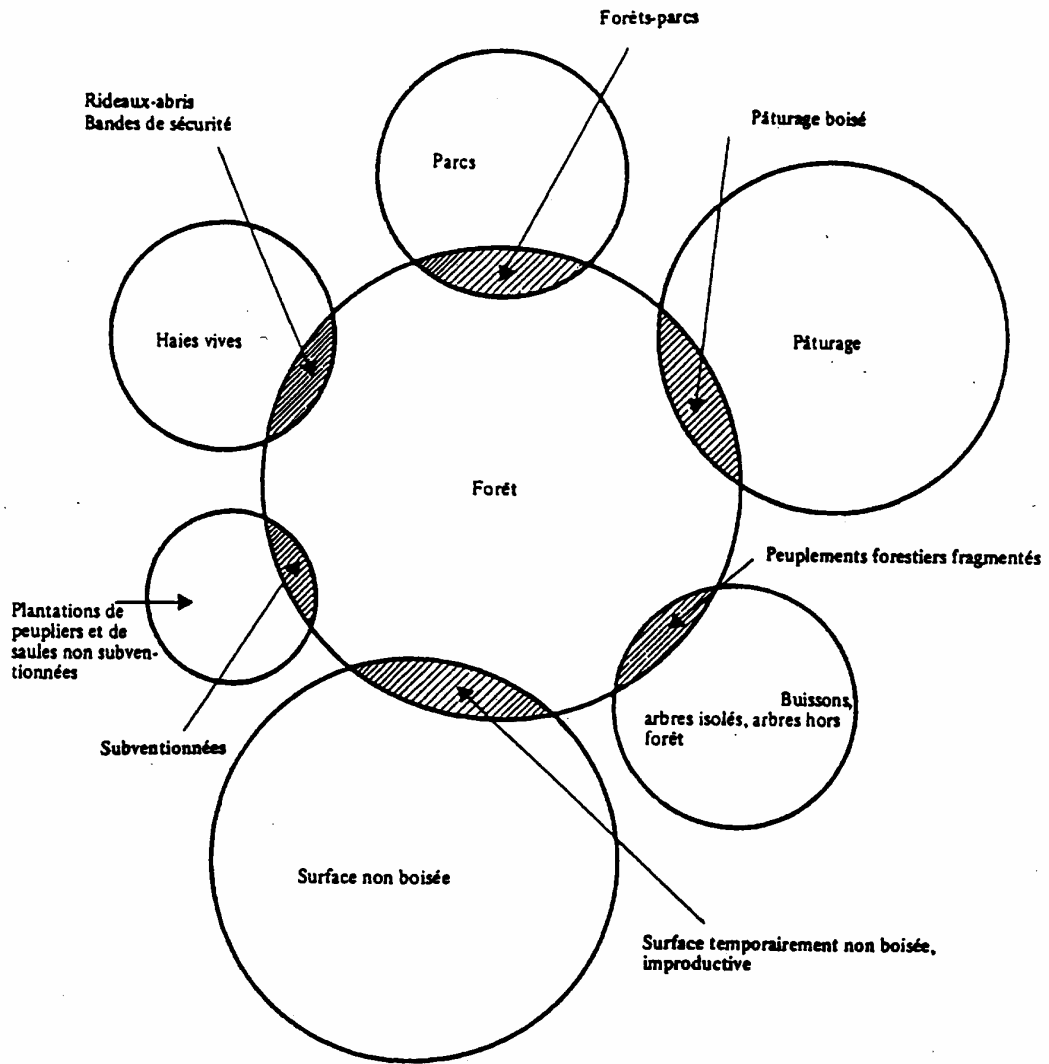 Forêts-parcs
Rideaux-abris
Bandes de sécurité
Pâturage boisé
Parcs
Haies vives
Pâturage
Forêt
Peuplements forestiers fragmentés
Plantations de
peupliers et de
saules non subven-
tionnées
Buissons,
arbres isolés, arbres hors
forêt
Subventionnées
Surface non boisée
Surface temporairement non boisée,
improductive